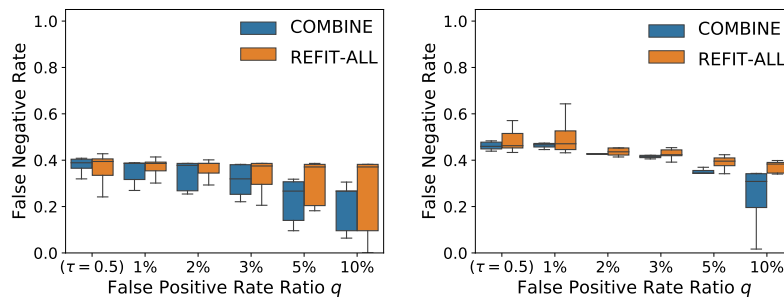 COMBINE
REFIT-ALL
False Negative Rate
1.0
0.8
0.6
0.4
0.2
0.0
(τ = 0.5) 1% 2% 3% 5% 10%
False Positive Rate Ratio q
COMBINE
REFIT-ALL
False Negative Rate
1.0
0.8
0.6
0.4
0.2
0.0
(τ = 0.5) 1% 2% 3% 5% 10%
False Positive Rate Ratio q